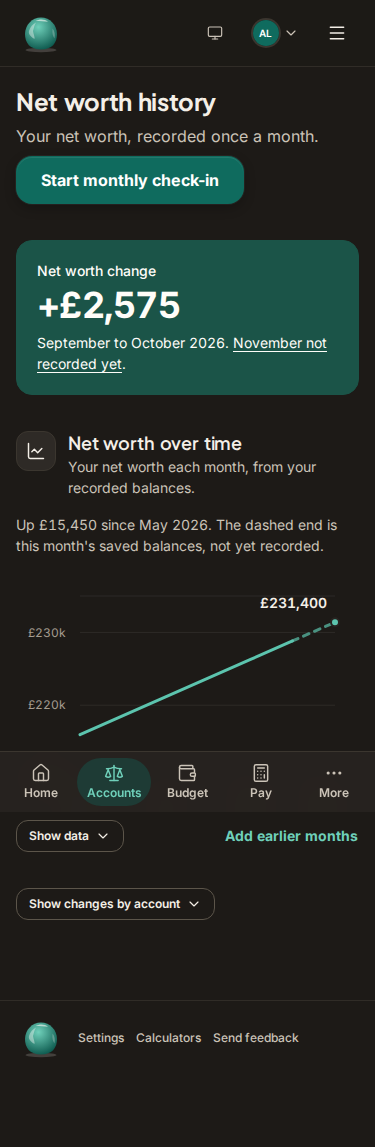 AL
Net worth history
Your net worth, recorded once a month.
Start monthly check-in
Net worth change
+£2,575
September to October 2026. November not
recorded yet.
Net worth over time
Your net worth each month, from your
recorded balances.
Up £15,450 since May 2026. The dashed end is
this month's saved balances, not yet recorded.
£231,400
£230k
£220k
Home
Accounts
Budget
Pay
More
Show data
Add earlier months
Show changes by account
Settings
Calculators
Send feedback